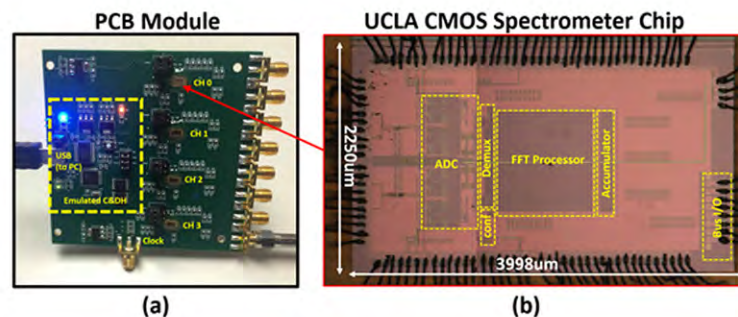 PCB Module
UCLA CMOS Spectrometer Chip
CH 0
CH 1
USB
(to PC)
CH 2
Emulated C&DH
CH 3
Clock
2250um
ADC
Demux
FFT Processor
Accumulator
conf
Bus I/O
3998um
(a)
(b)